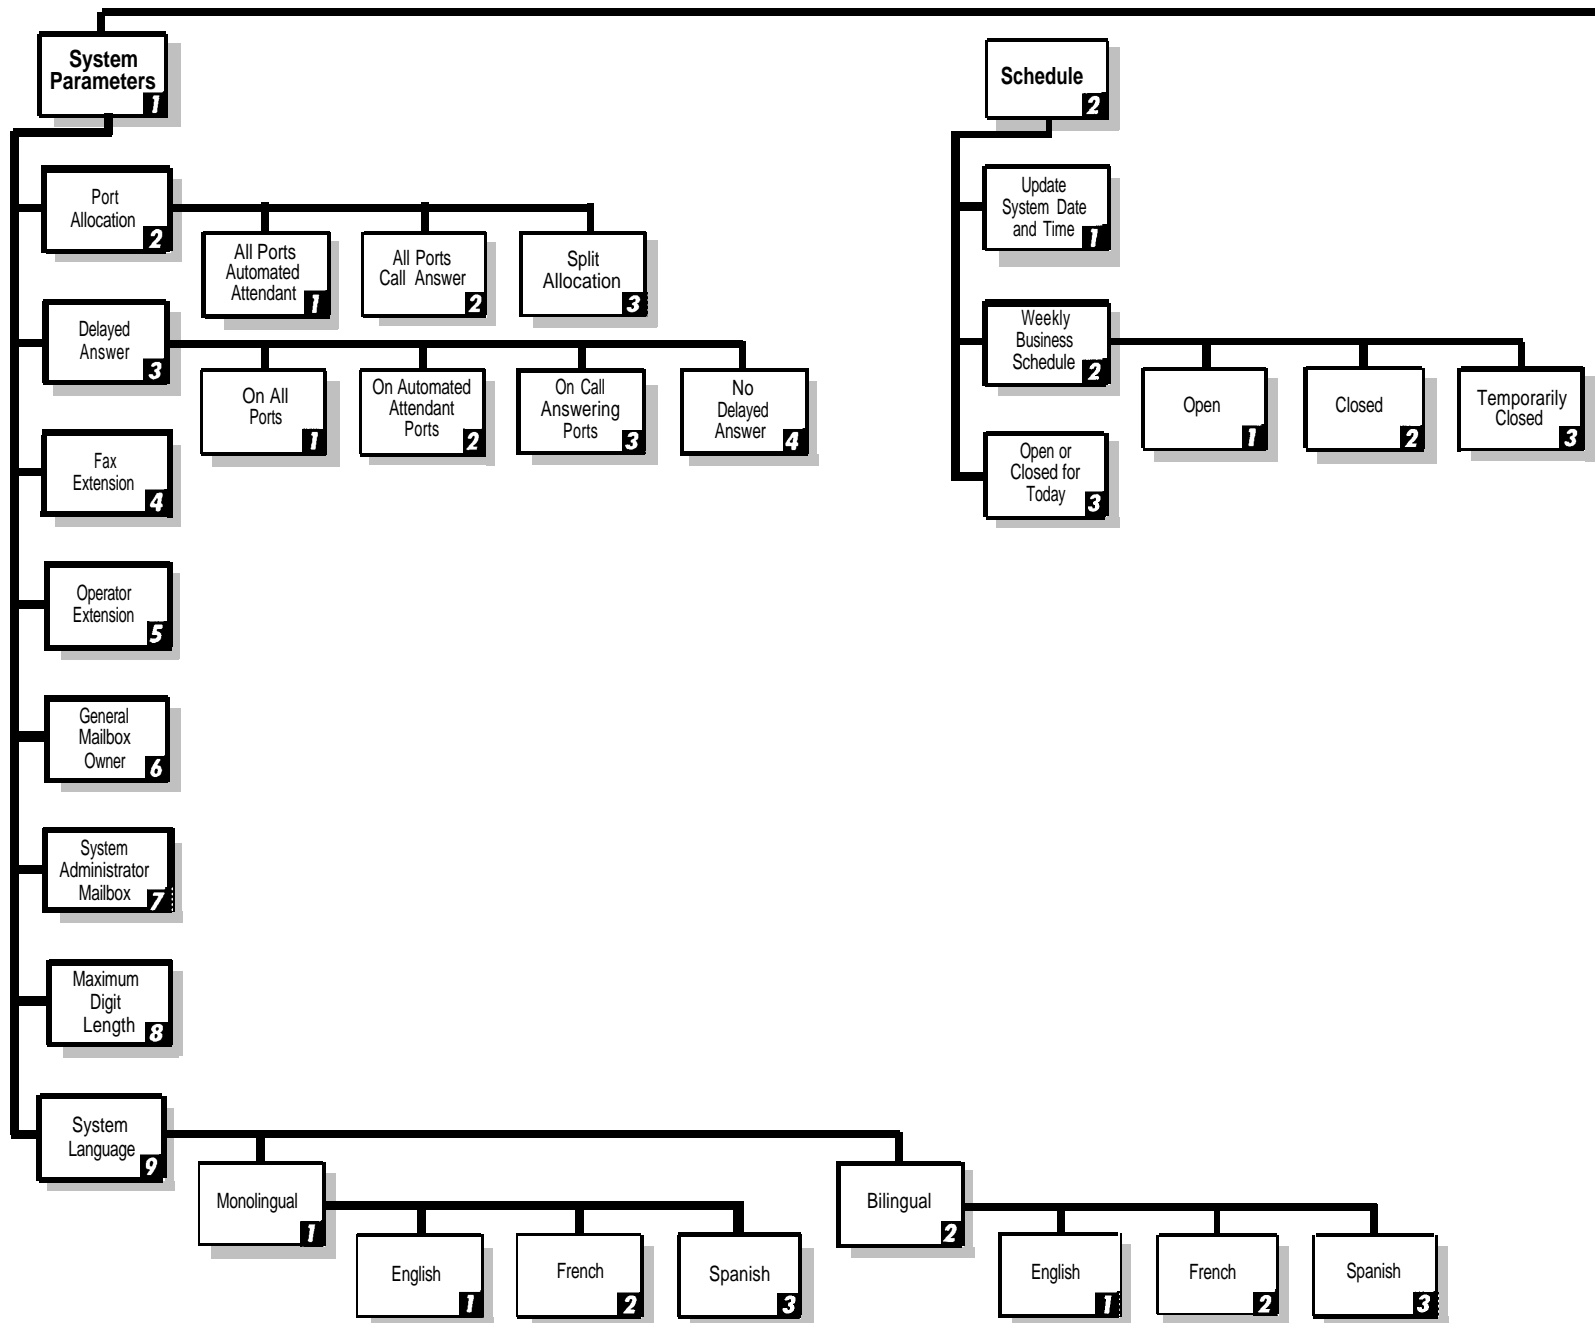 System
Parameters
1
Port
Allocation
2
All Ports
Automated
Attendant
1
All Ports
Call Answer
2
Split
Allocation
3
Delayed
Answer
3
On All
Ports
1
On Automated
Attendant
Ports
2
On Call
Answering
Ports
3
No
Delayed
Answer
4
Fax
Extension
4
Operator
Extension
5
General
Mailbox
Owner
6
System
Administrator
Mailbox
7
Maximum
Digit
Length
8
System
Language
9
Monolingual
1
English
1
French
2
Spanish
3
Bilingual
2
English
1
French
2
Spanish
3
Schedule
2
Update
System Date
and Time
1
Weekly
Business
Schedule
2
Open
1
Closed
2
Temporarily
Closed
3
Open or
Closed for
Today
3